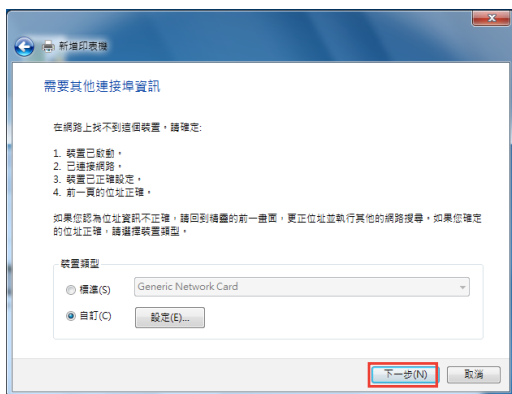 新增印表機
需要其他連接埠資訊
在網路上找不到這個裝置，請確定:
1. 裝置已啟動。
2. 已連接網路。
3. 裝置已正確設定。
4. 前一頁的位址正確。
如果您認為位址資訊不正確，請回到精靈的前一畫面，更正位址並執行其他的網路搜尋。如果您確定
的位址正確，請選擇裝置類型。
裝置類型
標準(S) Generic Network Card
自訂(C) 設定(E)...
下一步(N) 取消